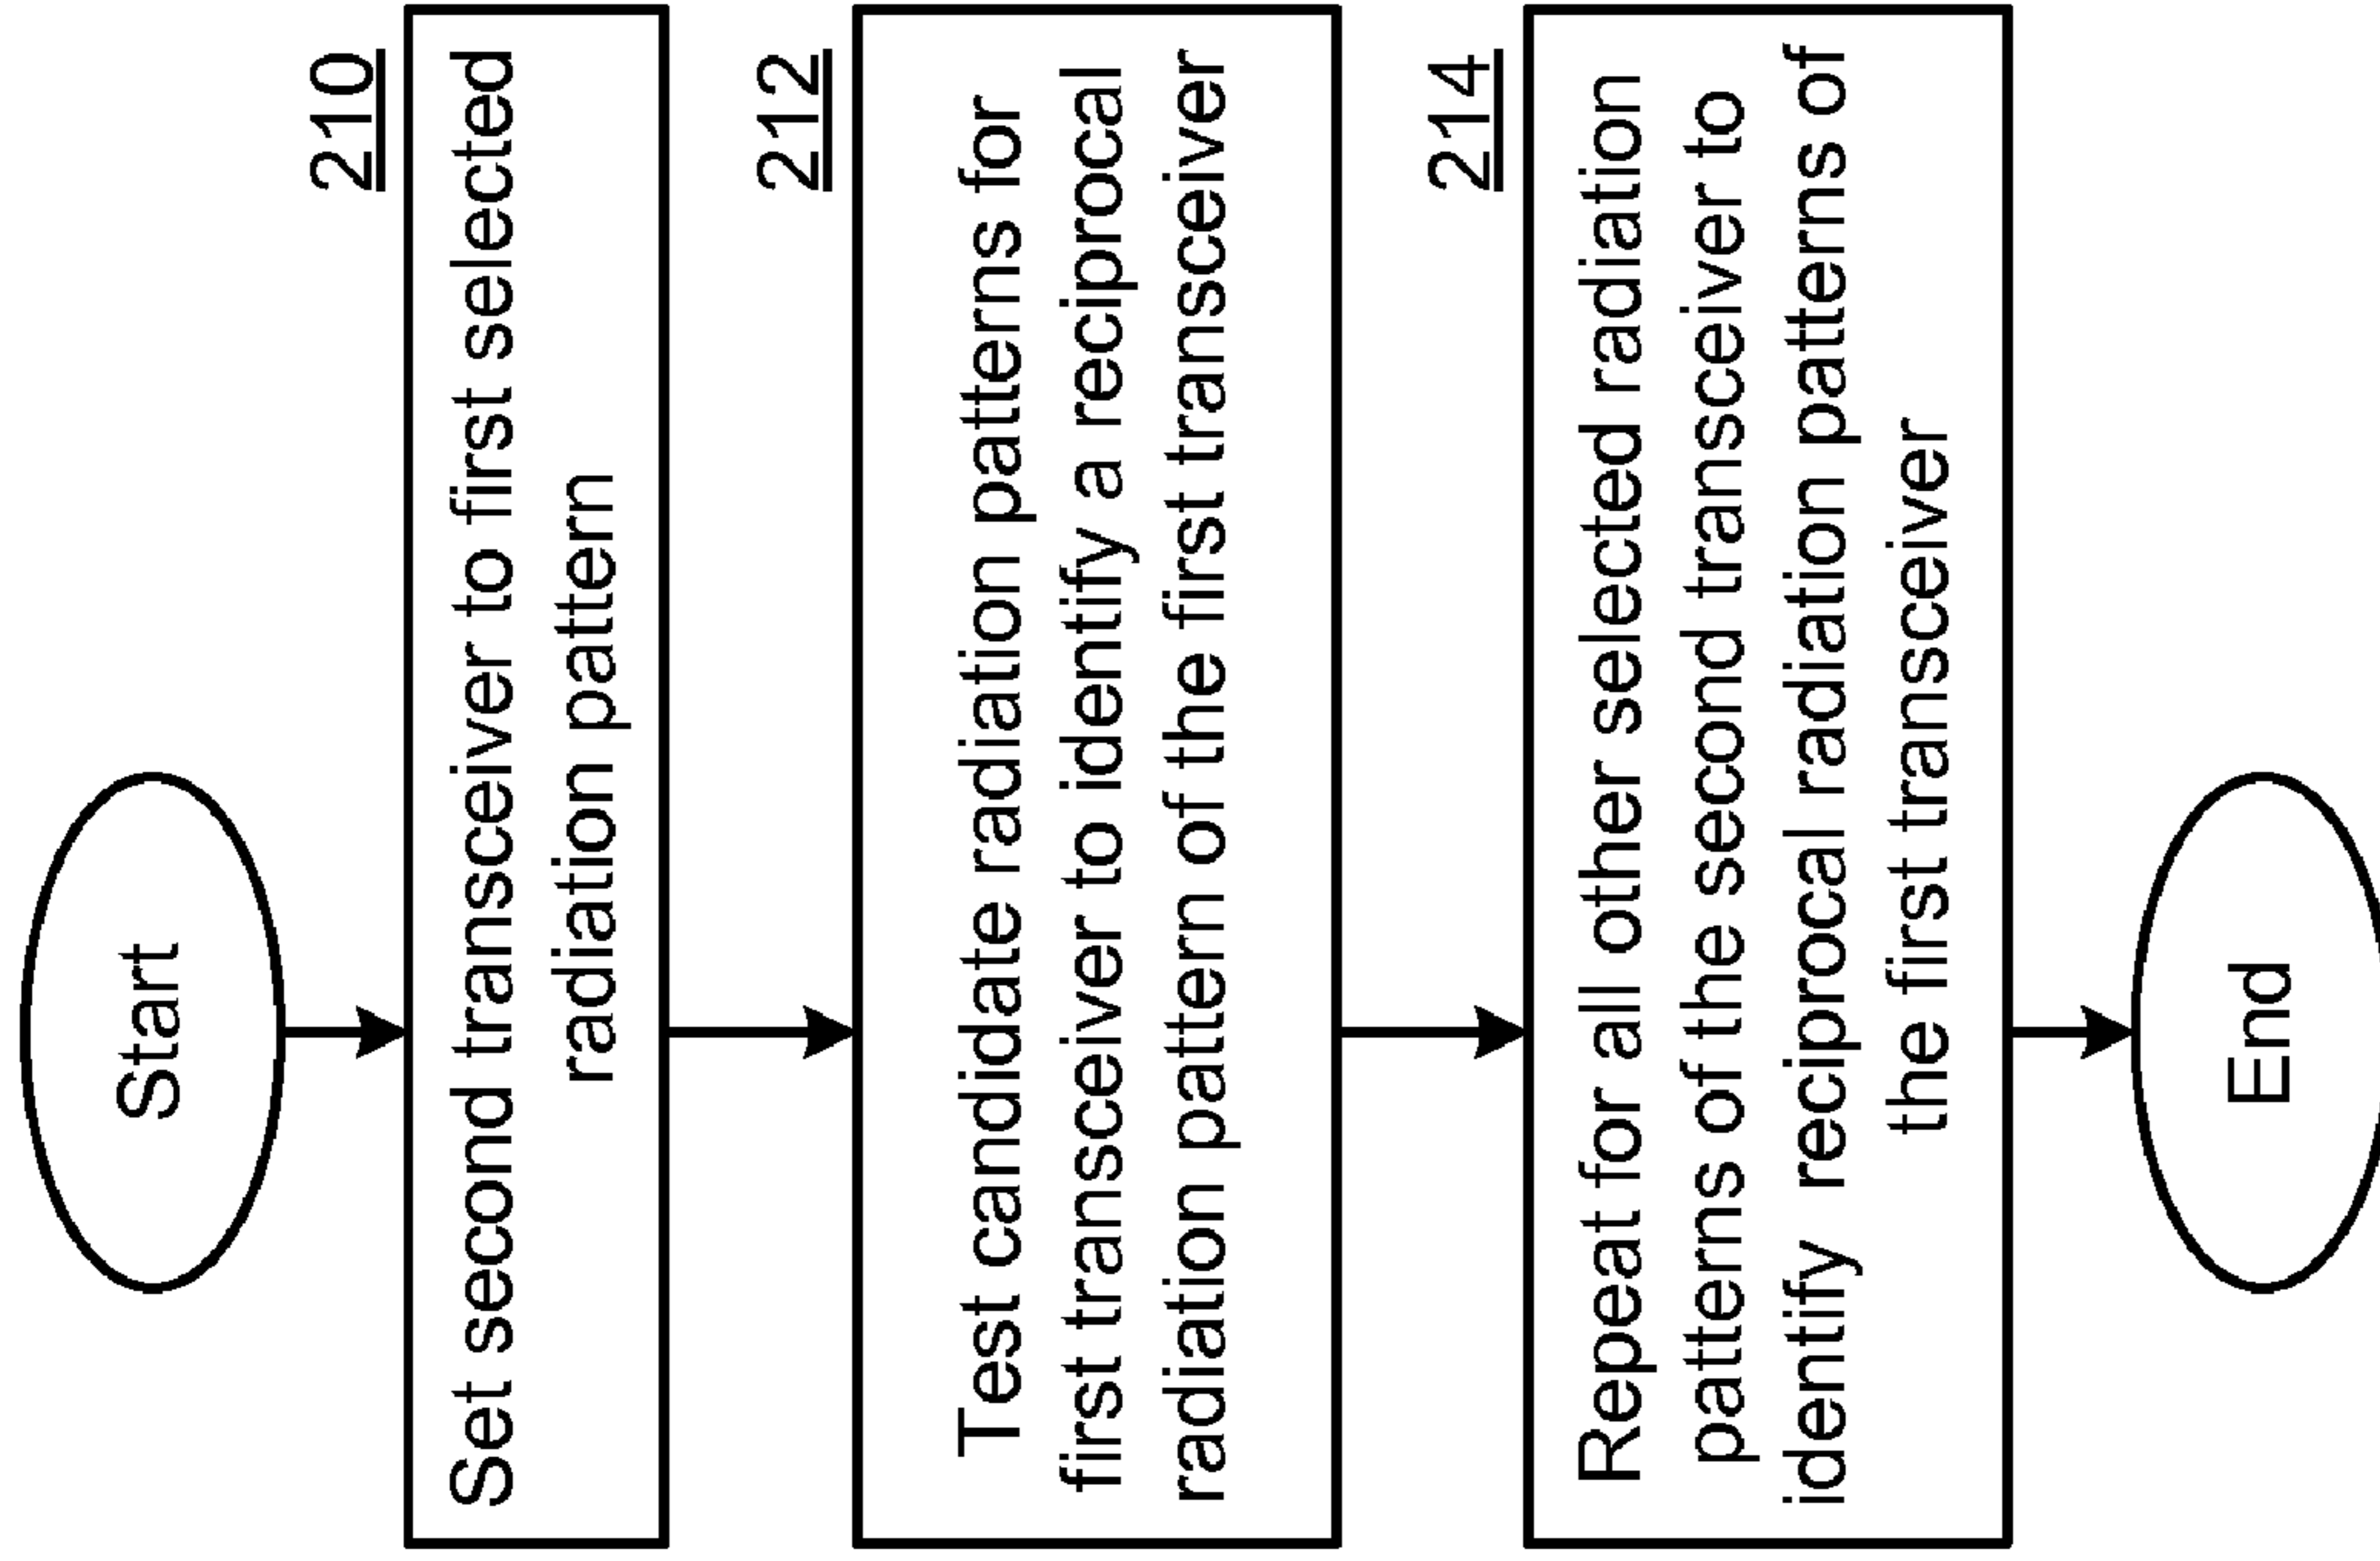 Start
210
Set second transceiver to first selected
radiation pattern
212
Test candidate radiation patterns for
first transceiver to identify a reciprocal
radiation pattern of the first transceiver
214
Repeat for all other selected radiation
patterns of the second transceiver to
identify reciprocal radiation patterns of
the first transceiver
End